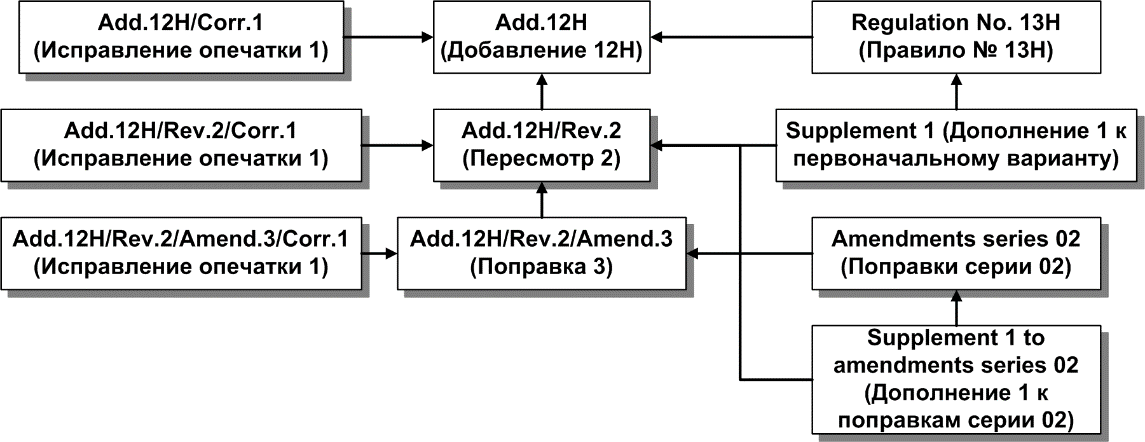 Add.12H/Corr.1
(Исправление опечатки 1)
Add.12H
(Добавление 12H)
Regulation No. 13H
(Правило № 13H)
Add.12H/Rev.2/Corr.1
(Исправление опечатки 1)
Add.12H/Rev.2
(Пересмотр 2)
Supplement 1 (Дополнение 1 к
первоначальному варианту)
Add.12H/Rev.2/Amend.3/Corr.1
(Исправление опечатки 1)
Add.12H/Rev.2/Amend.3
(Поправка 3)
Amendments series 02
(Поправки серии 02)
Supplement 1 to
amendments series 02
(Дополнение 1 к
поправкам серии 02)